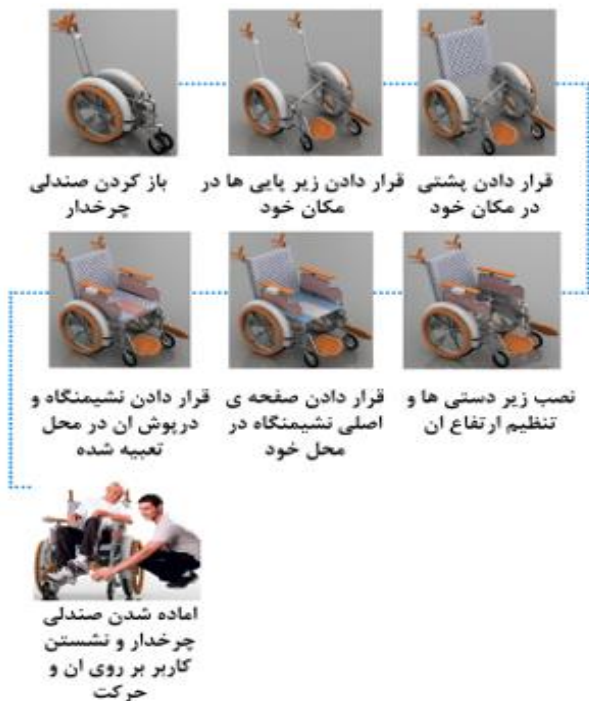 باز کردن صندلی
چرخدار
قرار دادن زیر پایی ها در
مکان خود
قرار دادن پشتی
در مکان خود
نصب زیر دستی ها و
تنظیم ارتفاع ان
قرار دادن صفحه ی
اصلی نشیمنگاه در
محل خود
قرار دادن نشیمنگاه و
درپوش ان در محل
تعبیه شده
اماده شدن صندلی
چرخدار و نشستن
کاربر بر روی ان و
حرکت